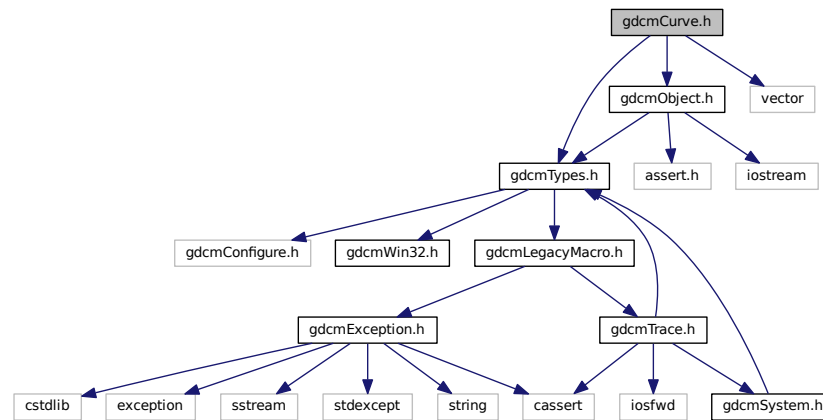 gdcmCurve.h
gdcmObject.h
vector
gdcmTypes.h
assert.h
iostream
gdcmConfigure.h
gdcmWin32.h
gdcmLegacyMacro.h
gdcmException.h
gdcmTrace.h
cstdlib
exception
sstream
stdexcept
string
cassert
iosfwd
gdcmSystem.h